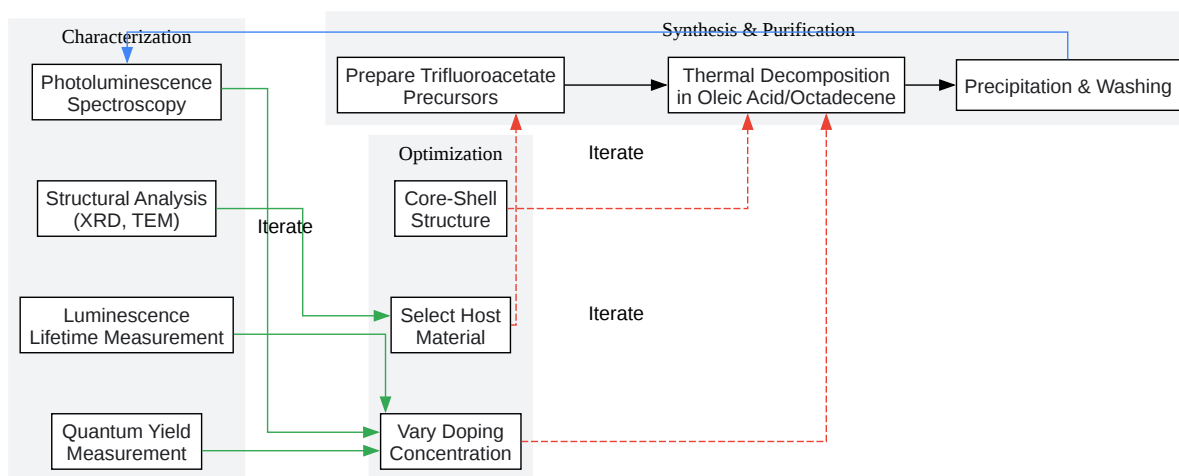 Characterization
Synthesis & Purification
Photoluminescence
Spectroscopy
Prepare Trifluoroacetate
Precursors
Thermal Decomposition
in Oleic Acid/Octadecene
Precipitation & Washing
Optimization
Iterate
Structural Analysis
(XRD, TEM)
Iterate
Core-Shell
Structure
Luminescence
Lifetime Measurement
Select Host
Material
Iterate
Quantum Yield
Measurement
Vary Doping
Concentration